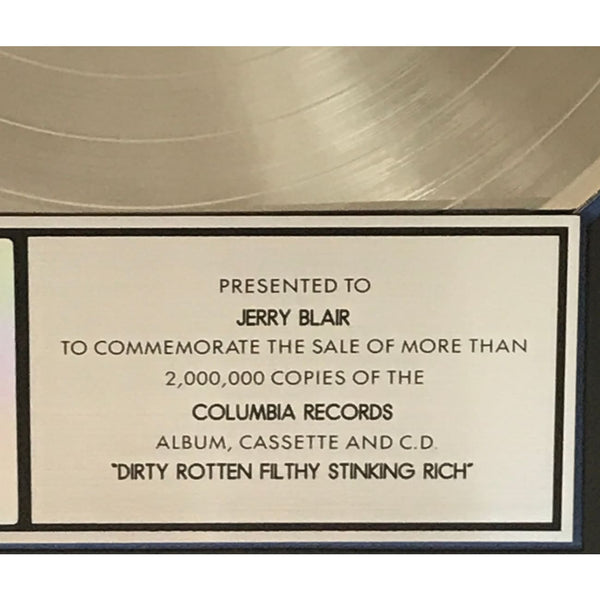 PRESENTED TO
JERRY BLAIR
TO COMMEMORATE THE SALE OF MORE THAN
2,000,000 COPIES OF THE
COLUMBIA RECORDS
ALBUM, CASSETTE AND C.D.
"DIRTY ROTTEN FILTHY STINKING RICH"